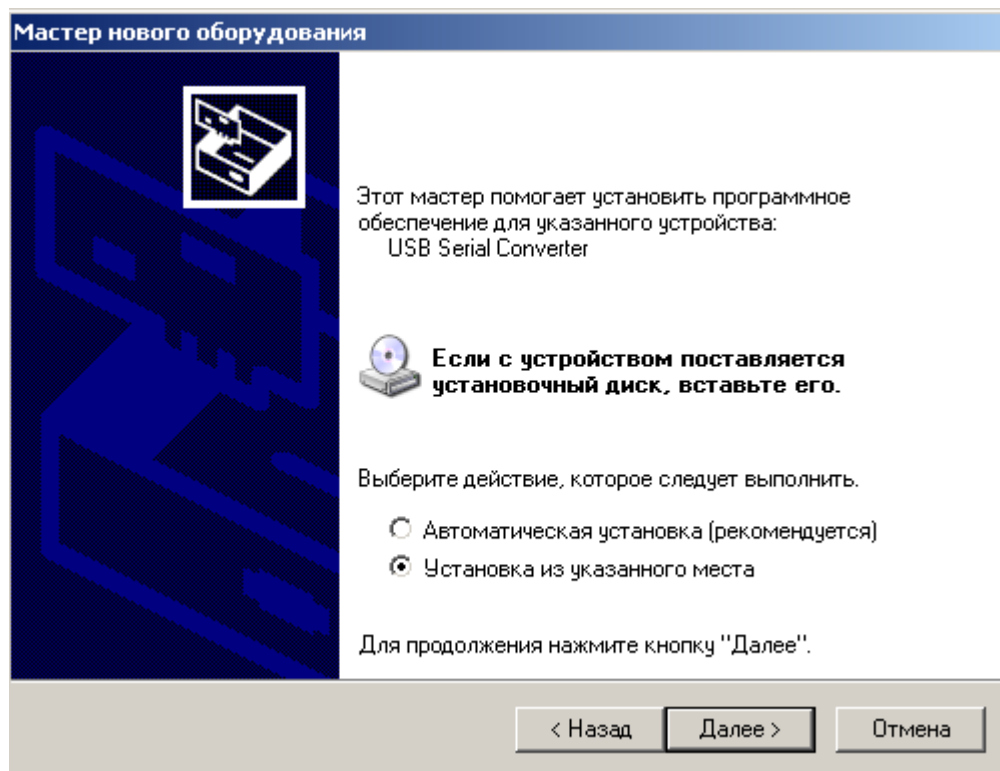 Мастер нового оборудования
Этот мастер помогает установить программное
обеспечение для указанного устройства:
USB Serial Converter
Если с устройством поставляется
установочный диск, вставьте его.
Выберите действие, которое следует выполнить.
Автоматическая установка (рекомендуется)
Установка из указанного места
Для продолжения нажмите кнопку "Далее".
< Назад
Далее >
Отмена